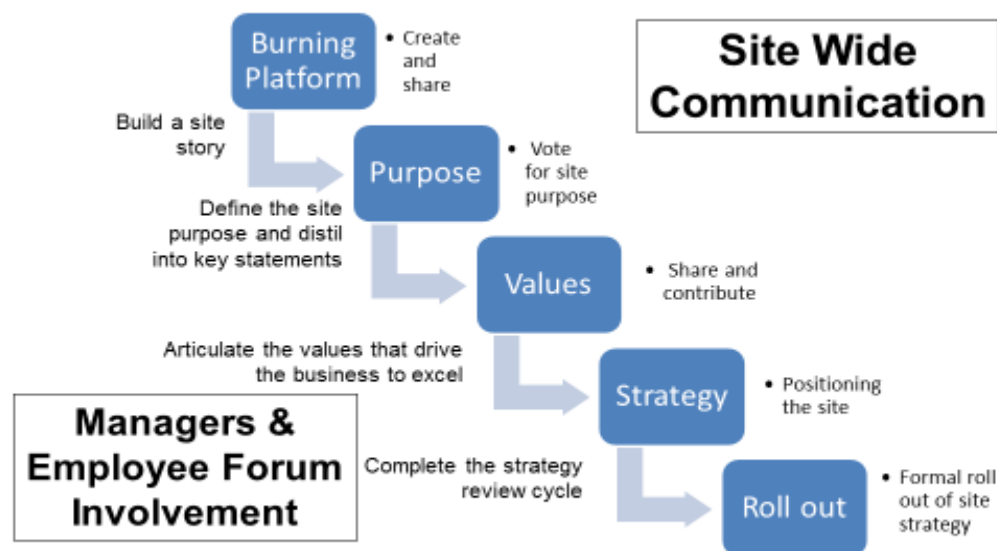 Burning
Platform
• Create
and
share
Site Wide
Communication
Build a site
story
Purpose
• Vote
for site
purpose
Define the site
purpose and distil
into key statements
Values
• Share and
contribute
Articulate the values that drive
the business to excel
Strategy
• Positioning
the site
Managers &
Employee Forum
Involvement
Complete the strategy
review cycle
Roll out
• Formal roll
out of site
strategy